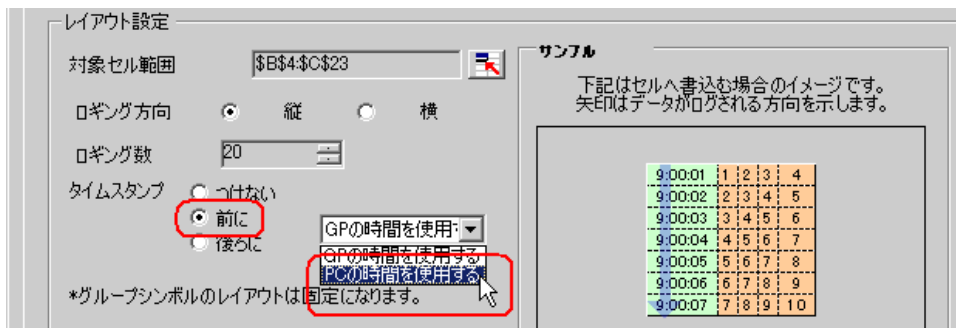 レイアウト設定
対象セル範囲 $B$4:$C$23
ロギング方向 縦 横
ロギング数 20
タイムスタンプ つけない
前に
後ろに
GPの時間を使用
GPの時間を使用する
PCの時間を使用する
*グループシンボルのレイアウトは固定になります。
サンプル
下記はセルへ書込む場合のイメージです。
矢印はデータがログされる方向を示します。
9:00:01 1 2 3 4
9:00:02 2 3 4 5
9:00:03 3 4 5 6
9:00:04 4 5 6 7
9:00:05 5 6 7 8
9:00:06 6 7 8 9
9:00:07 7 8 9 10